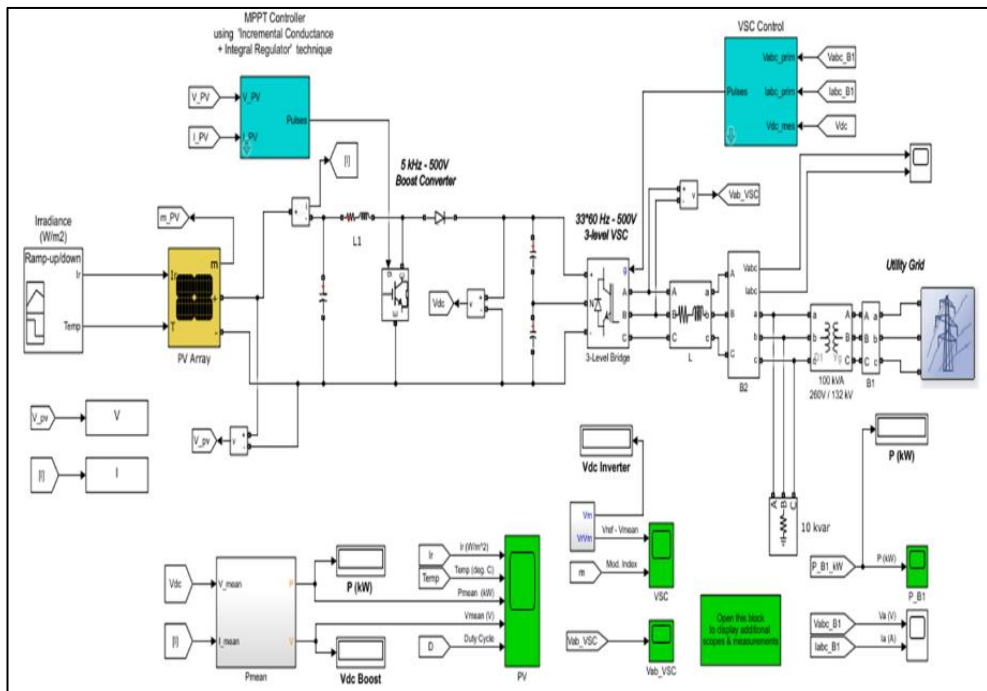 MPPT Controller
using 'Incremental Conductance
+ Integral Regulator' technique
V_PV
V_PV
I_PV
I_PV
Pulses
VSC Control
Vabc_prim
Iabc_prim
Vdc_mes
Pulses
Vabc_B1
Iabc_B1
Vdc
[I]
5 kHz - 500V
Boost Converter
Vab_VSC
33*60 Hz - 500V
3-level VSC
Irradiance
(W/m2)
Ramp-up/down
Ir
Temp
m_PV
Ir
T
m
+
-
PV Array
+
i
-
L1
g
C
E
Vdc
v
+
-
g
+
N
-
A
B
C
3-Level Bridge
A
B
C
a
b
c
L
A
B
Vabc
Iabc
a
b
c
B2
a
b
c
A
B
C
100 kVA
260V / 132 kV
A
B
C
a
b
c
B1
Utility Grid
V_pv
v
+
-
V_pv
V
[I]
I
Vdc Inverter
P (kW)
A
B
C
10 kvar
Vm
Vref - Vmean
m
Mod. Index
VSC
P_B1_kW
P (kW)
P_B1
Vdc
[I]
V_mean
I_mean
P
V
Pmean
P (kW)
Vdc Boost
Ir
Temp
D
Ir (W/m^2)
Temp (deg. C)
Pmean (kW)
Vmean (V)
Duty Cycle
PV
Vab_VSC
Vab_VSC
Open this block
to display additional
scopes & measurements
Vabc_B1
Iabc_B1
Va (V)
Ia (A)